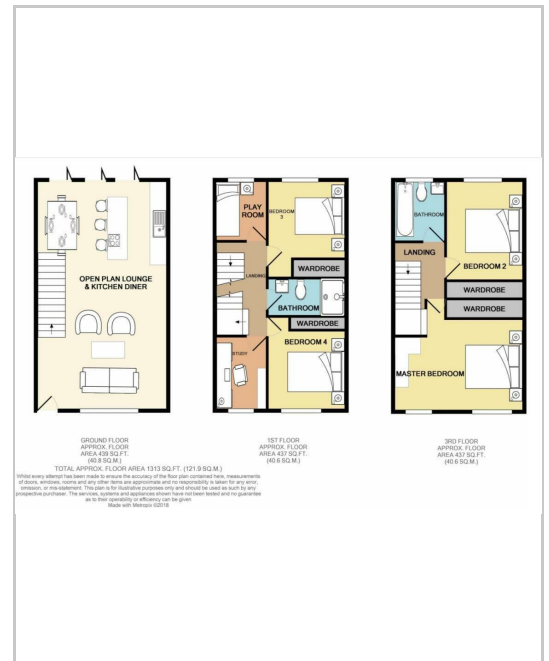 OPEN PLAN LOUNGE
& KITCHEN DINER
PLAY
ROOM
BEDROOM
3
LANDING
WARDROBE
BATHROOM
WARDROBE
STUDY
BEDROOM 4
BATHROOM
LANDING
BEDROOM 2
WARDROBE
WARDROBE
MASTER BEDROOM
GROUND FLOOR
APPROX. FLOOR
AREA 439 SQ.FT.
(40.8 SQ.M.)
1ST FLOOR
APPROX. FLOOR
AREA 437 SQ.FT.
(40.6 SQ.M.)
3RD FLOOR
APPROX. FLOOR
AREA 437 SQ.FT.
(40.6 SQ.M.)
TOTAL APPROX. FLOOR AREA 1313 SQ.FT. (121.9 SQ.M.)
Whilst every attempt has been made to ensure the accuracy of the floor plan contained here, measurements
of doors, windows, rooms and any other items are approximate and no responsibility is taken for any error,
omission, or mis-statement. This plan is for illustrative purposes only and should be used as such by any
prospective purchaser. The services, systems and appliances shown have not been tested and no guarantee
as to their operability or efficiency can be given
Made with Metropix ©2018